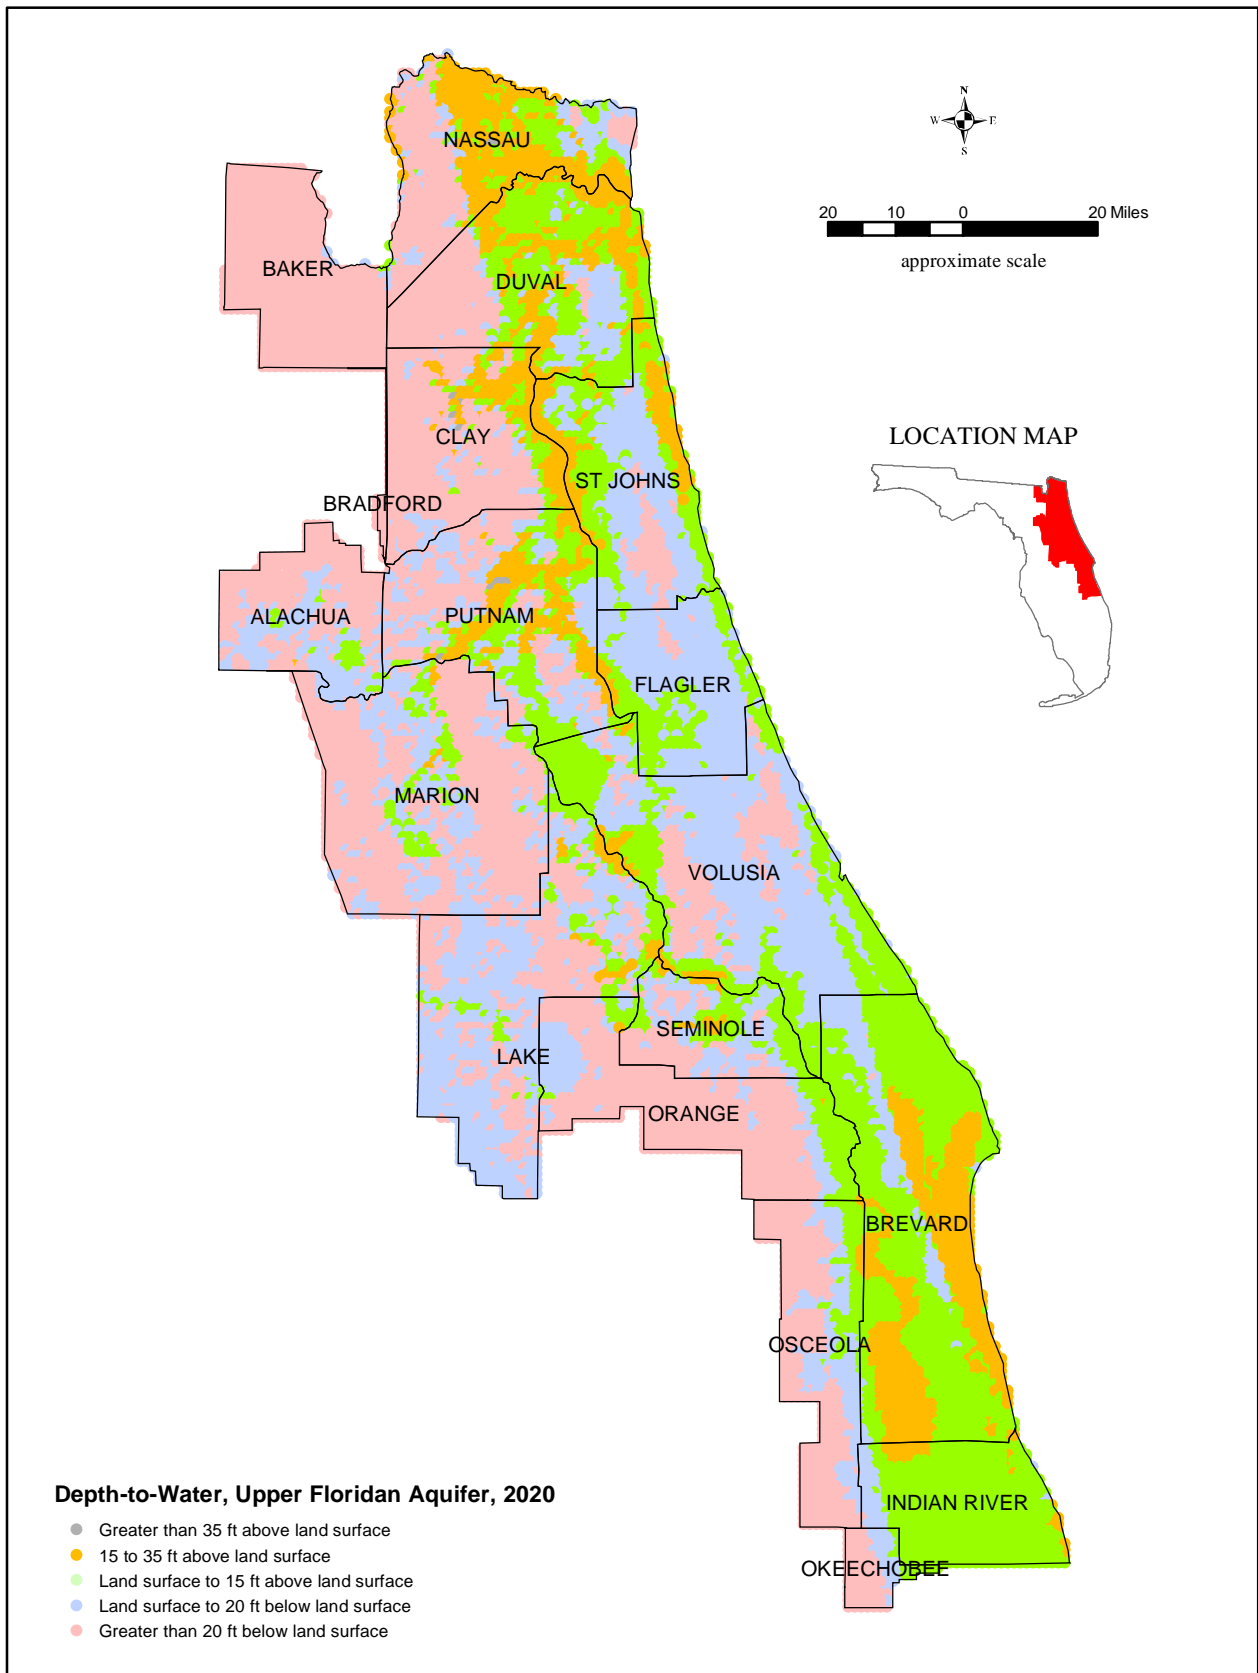 N
W E
S
NASSAU
20 10 0 20 Miles
approximate scale
BAKER
DUVAL
CLAY
LOCATION MAP
ST JOHNS
BRADFORD
ALACHUA
PUTNAM
FLAGLER
MARION
VOLUSIA
SEMINOLE
LAKE
ORANGE
BREVARD
OSCEOLA
INDIAN RIVER
OKEECHOBEE
Depth-to-Water, Upper Floridan Aquifer, 2020
Greater than 35 ft above land surface
15 to 35 ft above land surface
Land surface to 15 ft above land surface
Land surface to 20 ft below land surface
Greater than 20 ft below land surface